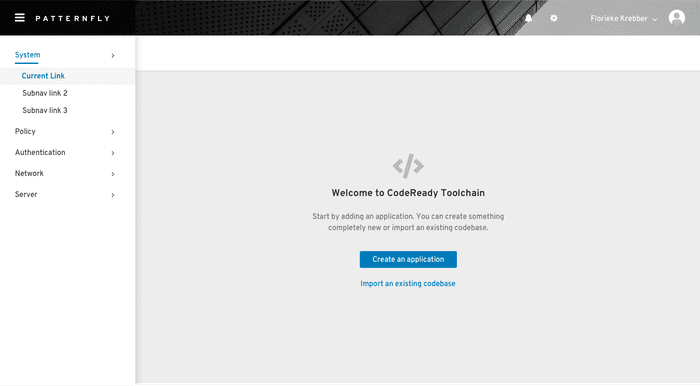 PATTERNFLY
Florieke Krebber
System
Current Link
Subnav link 2
Subnav link 3
Policy
Authentication
Network
Server
Welcome to CodeReady Toolchain
Start by adding an application. You can create something
completely new or import an existing codebase.
Create an application
Import an existing codebase